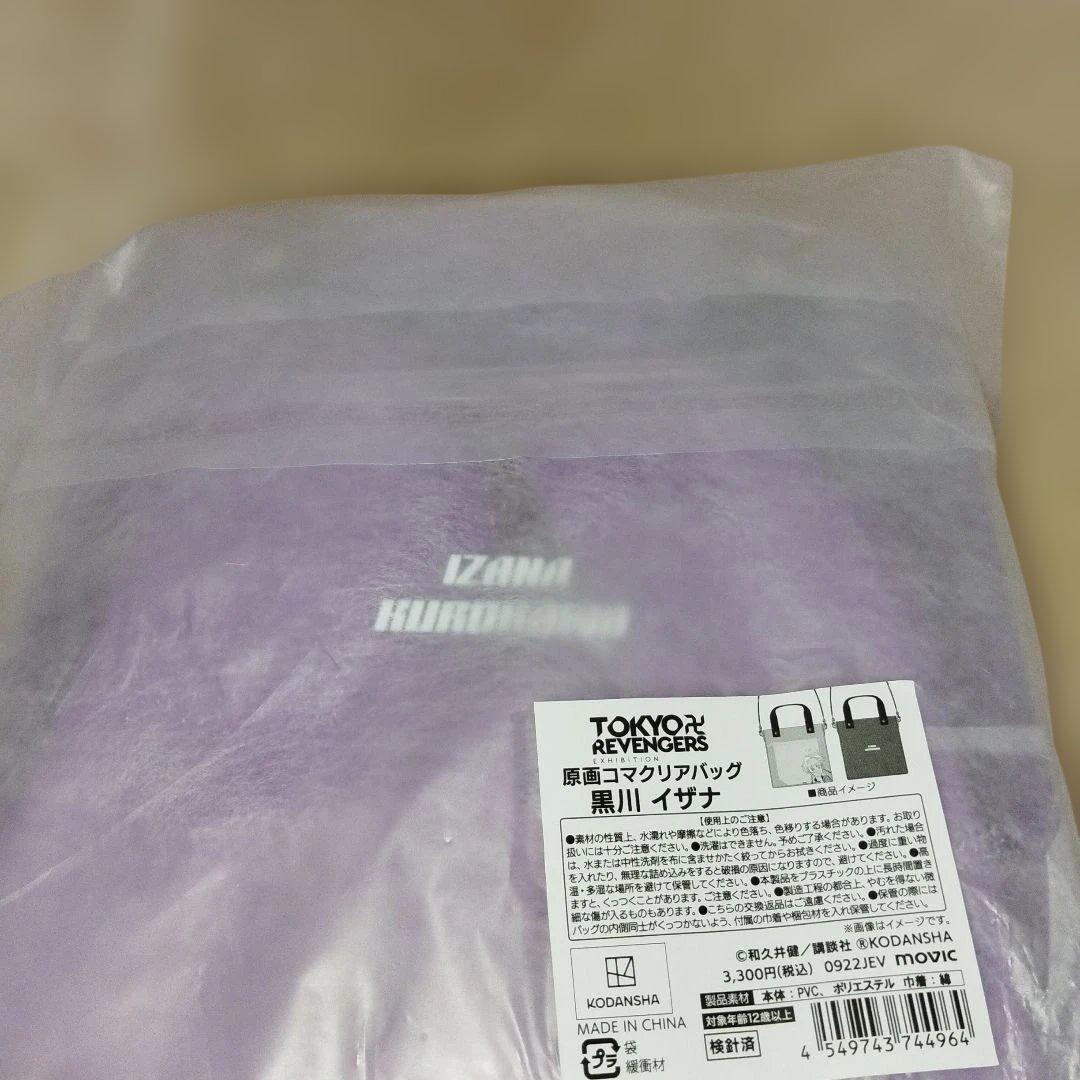 IZANA
KUROKAWA
TOKYO卍
REVENGERS
EXHIBITION
原画コマクリアバッグ
黒川 イザナ
■商品イメージ
【使用上のご注意】
●素材の性質上、水濡れや摩擦などにより色落ち、色移りする場合があります。お取り
扱いには十分ご注意ください。●洗濯はできません。予めご了承ください。●汚れた場合
は、水または中性洗剤を布に含ませかたく絞ってからお拭きください。●過度に重い物
を入れたり、無理な詰め込みをすると破損の原因になりますので、避けてください。●高
温・多湿な場所を避けて保管してください。●本製品をプラスチックの上に長時間置き
ますと、くっつくことがあります。ご注意ください。●製造工程の都合上、やむを得ない微
細な傷が入るものもあります。●こちらの交換返品はご遠慮ください。●保管の際には
バッグの内側同士がくっつかないよう、付属の巾着や梱包材を入れ保管してください。
※画像はイメージです。
©和久井健／講談社 ®KODANSHA
3,300円(税込) 0922JEV movic
KODANSHA
製品素材 本体：PVC、ポリエステル 巾着：綿
対象年齢12歳以上
MADE IN CHINA
プラ
袋
緩衝材
検針済
4 549743 744964